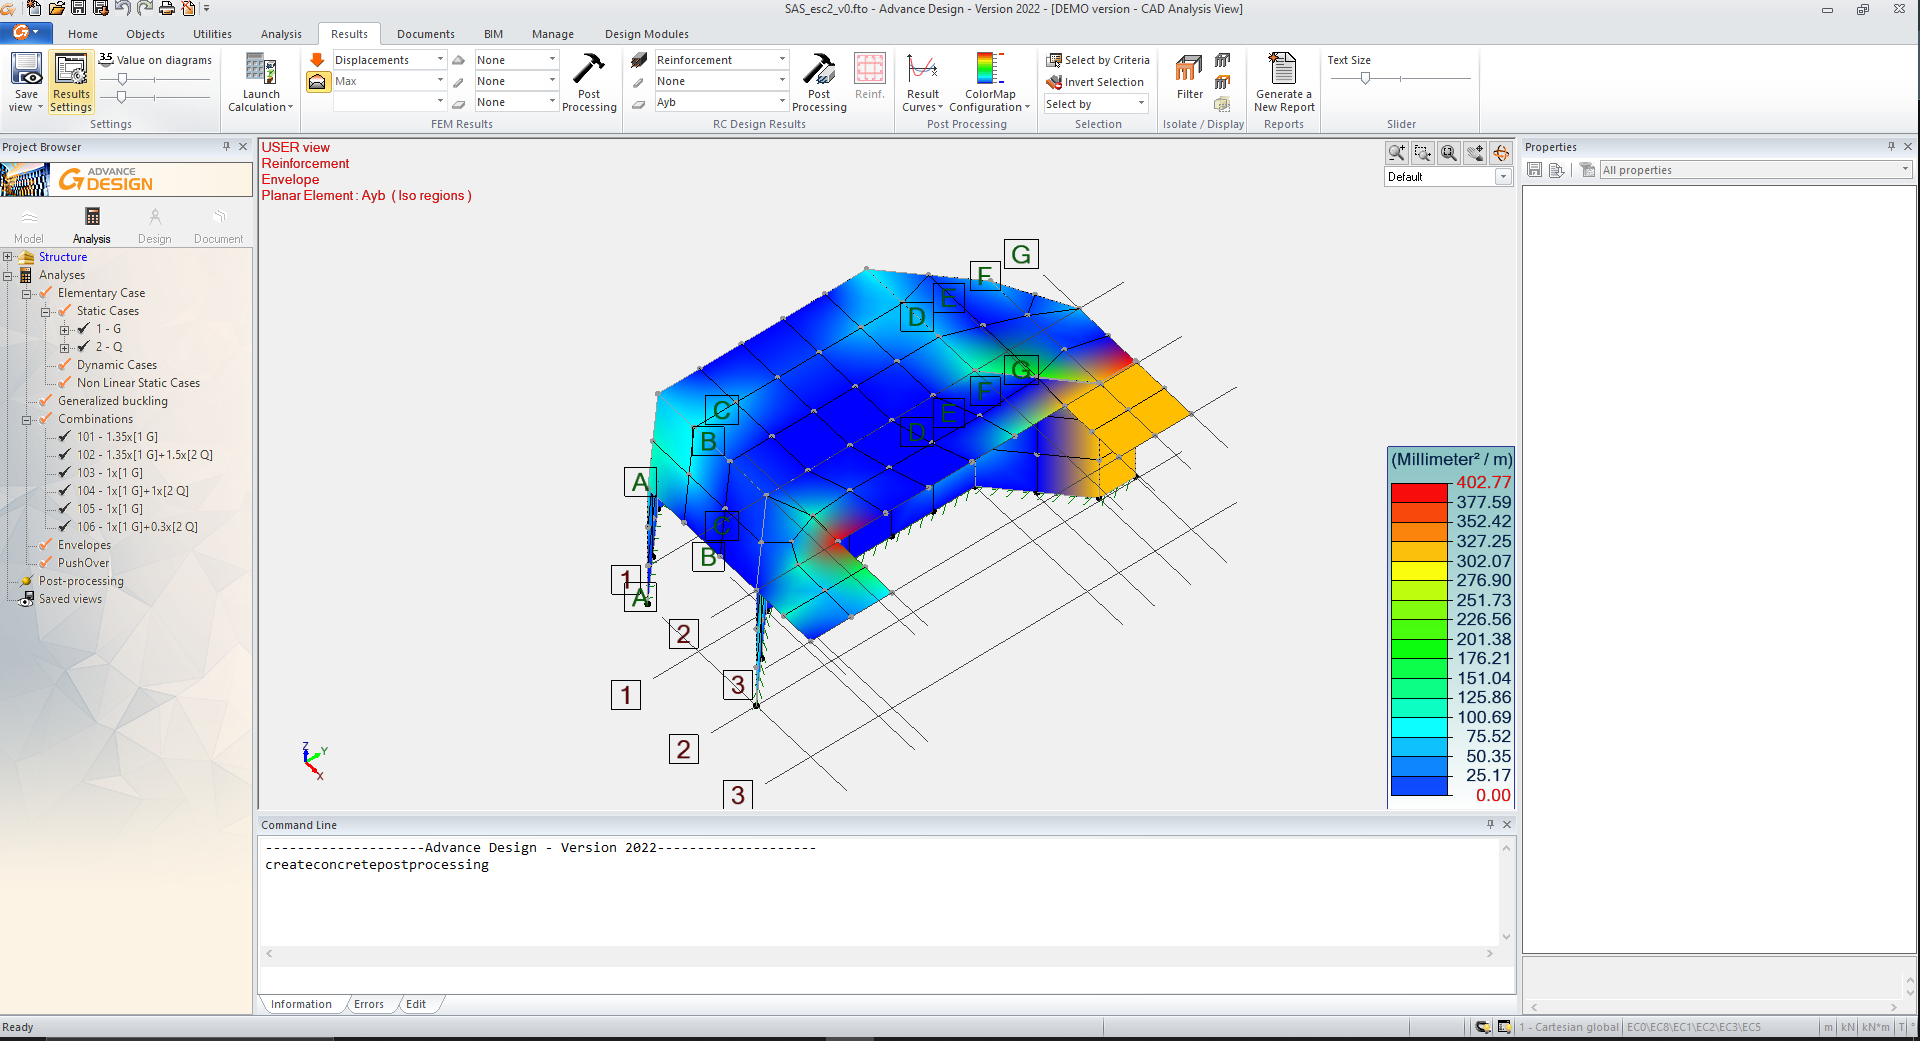 SAS_esc2_v0.fto - Advance Design - Version 2022 - [DEMO version - CAD Analysis View]
Home Objects Utilities Analysis Results Documents BIM Manage Design Modules
Save view
Results Settings
3.5 Value on diagrams
Settings
Launch Calculation
Displacements
Max
None
None
None
Post Processing
FEM Results
Reinforcement
None
Ayb
Post Processing
Reinf.
RC Design Results
Result Curves
ColorMap Configuration
Post Processing
Select by Criteria
Invert Selection
Select by
Selection
Filter
Isolate / Display
Generate a New Report
Reports
Text Size
Slider
Project Browser
ADVANCE
DESIGN
Model Analysis Design Document
Structure
Analyses
Elementary Case
Static Cases
1 - G
2 - Q
Dynamic Cases
Non Linear Static Cases
Generalized buckling
Combinations
101 - 1.35x[1 G]
102 - 1.35x[1 G]+1.5x[2 Q]
103 - 1x[1 G]
104 - 1x[1 G]+1x[2 Q]
105 - 1x[1 G]
106 - 1x[1 G]+0.3x[2 Q]
Envelopes
PushOver
Post-processing
Saved views
USER view
Reinforcement
Envelope
Planar Element : Ayb ( Iso regions )
Default
G
F
E
D
G
F
E
D
C
B
A
C
B
1
A
2
3
1
2
3
Z
Y
X
(Millimeter² / m)
402.77
377.59
352.42
327.25
302.07
276.90
251.73
226.56
201.38
176.21
151.04
125.86
100.69
75.52
50.35
25.17
0.00
Properties
All properties
Command Line
--------------------Advance Design - Version 2022--------------------
createconcretepostprocessing
Information Errors Edit
Ready
1 - Cartesian global EC0\EC8\EC1\EC2\EC3\EC5 m kN kN*m T °